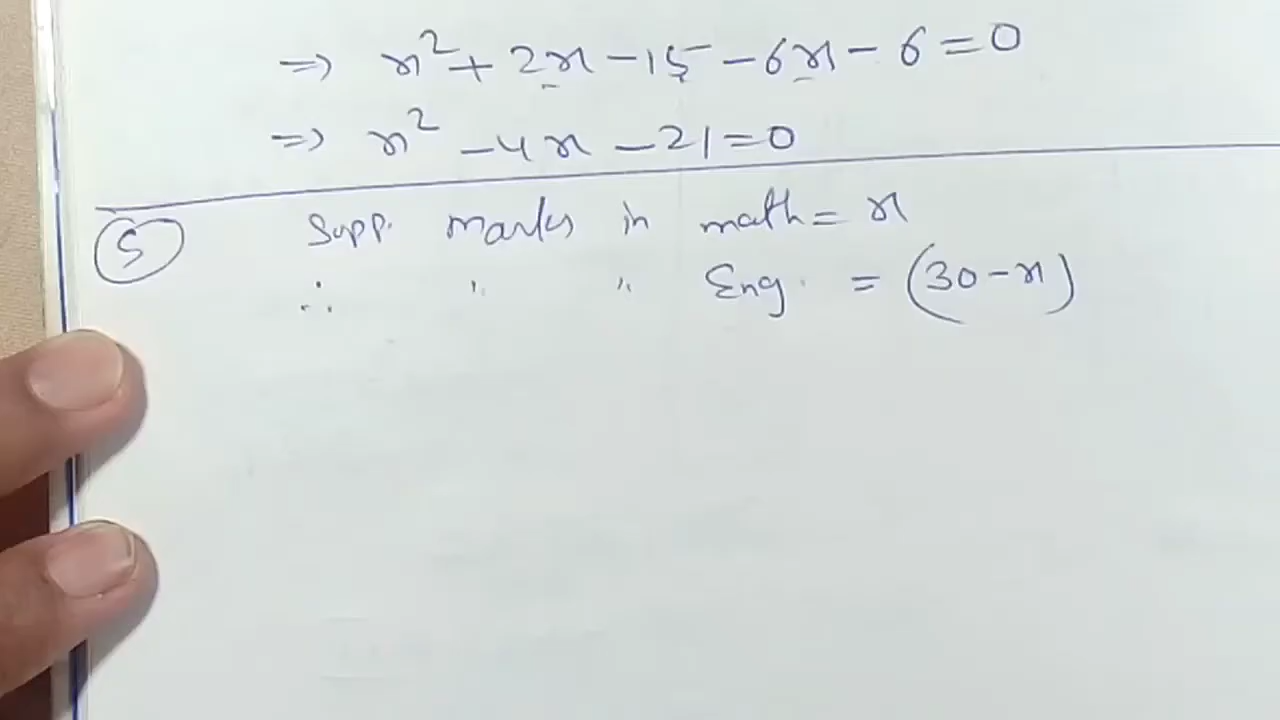 ⇒ x² + 2x - 15 - 6x - 6 = 0
⇒ x² - 4x - 21 = 0
5 Supp. marks in math = x
∴ " " Eng. = (30 - x)